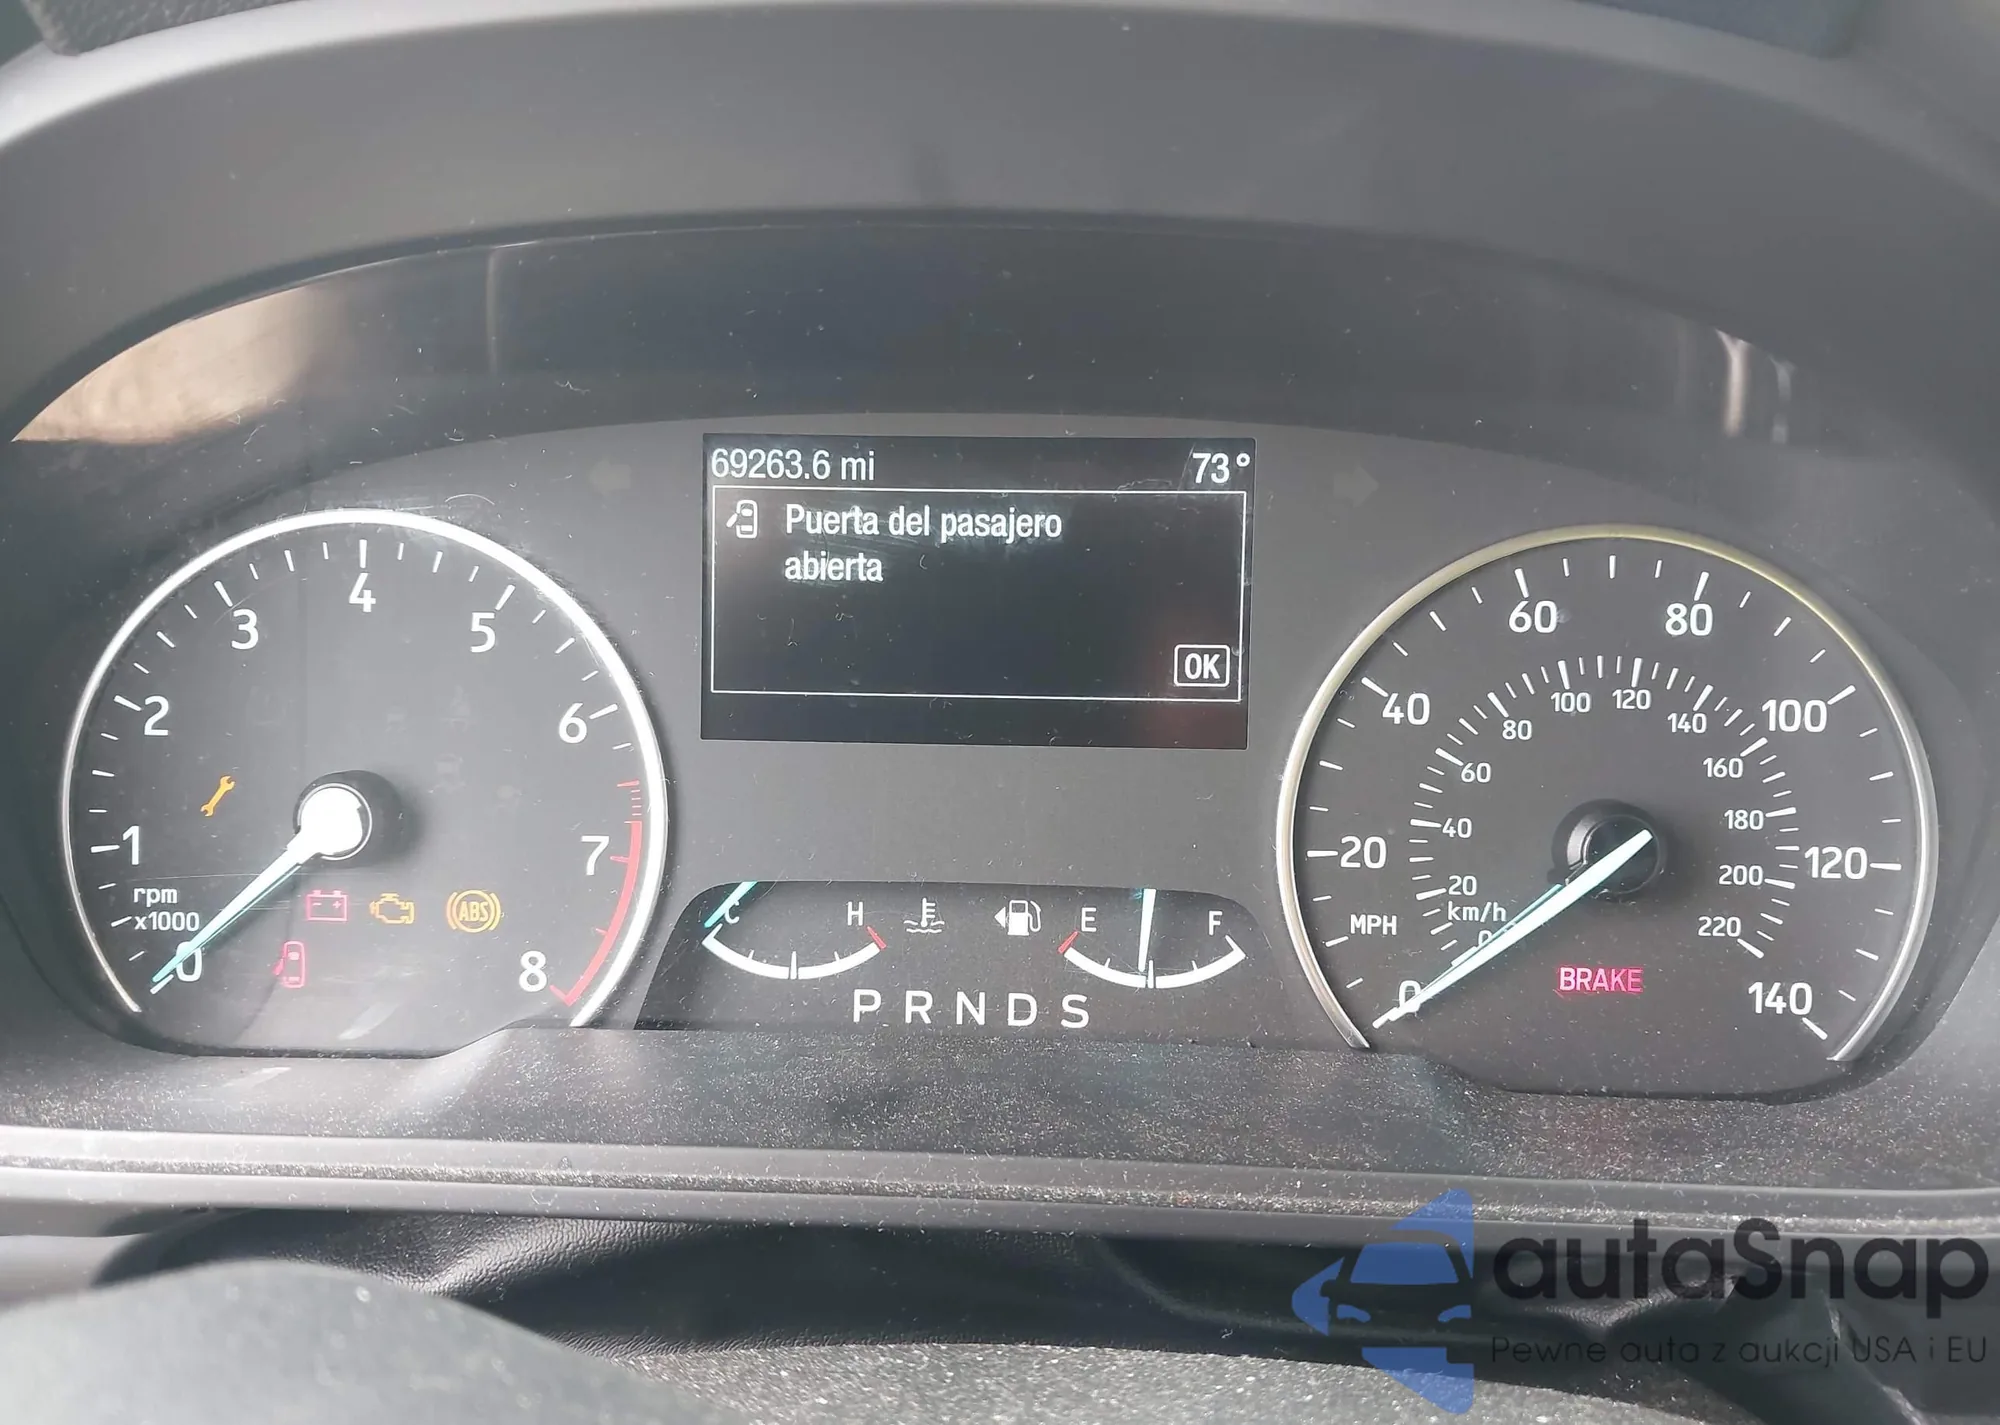 69263.6 mi 73°
Puerta del pasajero
abierta
OK
0 1 2 3 4 5 6 7 8
rpm
x1000
ABS
C H
E F
P R N D S
0 20 40 60 80 100 120 140
MPH
20 40 60 80 100 120 140 160 180 200 220
km/h
0
BRAKE
autaSnap
Pewne auta z aukcji USA i EU